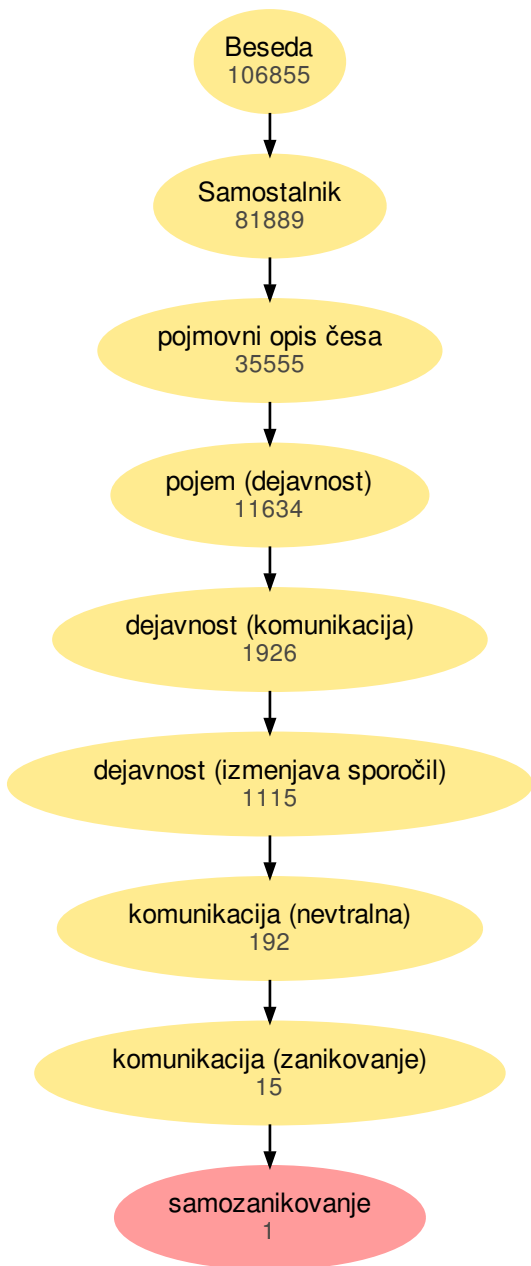 Beseda
106855
Samostalnik
81889
pojmovni opis česa
35555
pojem (dejavnost)
11634
dejavnost (komunikacija)
1926
dejavnost (izmenjava sporočil)
1115
komunikacija (nevtralna)
192
komunikacija (zanikovanje)
15
samozanikovanje
1